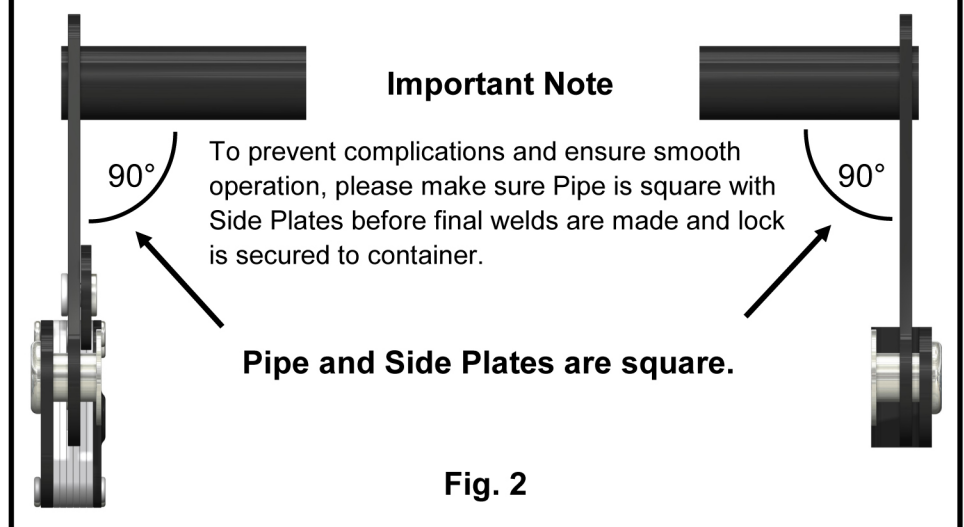 Important Note
90°
90°
To prevent complications and ensure smooth
operation, please make sure Pipe is square with
Side Plates before final welds are made and lock
is secured to container.
Pipe and Side Plates are square.
Fig. 2